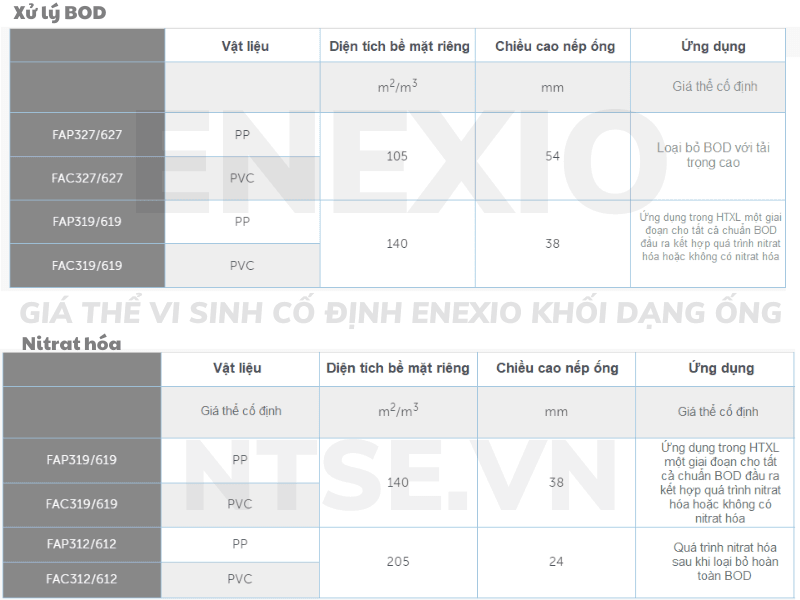 Xử lý BOD
Vật liệu Diện tích bề mặt riêng Chiều cao nếp ống Ứng dụng
m²/m³ mm Giá thể cố định
FAP327/627 PP
105 54 Loại bỏ BOD với tải
trọng cao
FAC327/627 PVC
FAP319/619 PP
140 38 Ứng dụng trong HTXL một giai
đoạn cho tất cả chuẩn BOD
đầu ra kết hợp quá trình nitrat
hóa hoặc không có nitrat hóa
FAC319/619 PVC
ENEXIO
GIÁ THỂ VI SINH CỐ ĐỊNH ENEXIO KHỐI DẠNG ỐNG
Nitrat hóa
Vật liệu Diện tích bề mặt riêng Chiều cao nếp ống Ứng dụng
Giá thể cố định m²/m³ mm Giá thể cố định
FAP319/619 PP
140 38 Ứng dụng trong HTXL
một giai đoạn cho tất
cả chuẩn BOD đầu ra
kết hợp quá trình nitrat
hóa hoặc không có
nitrat hóa
FAC319/619 PVC
FAP312/612 PP
205 24 Quá trình nitrat hóa
sau khi loại bỏ hoàn
toàn BOD
FAC312/612 PVC
NTSE.VN